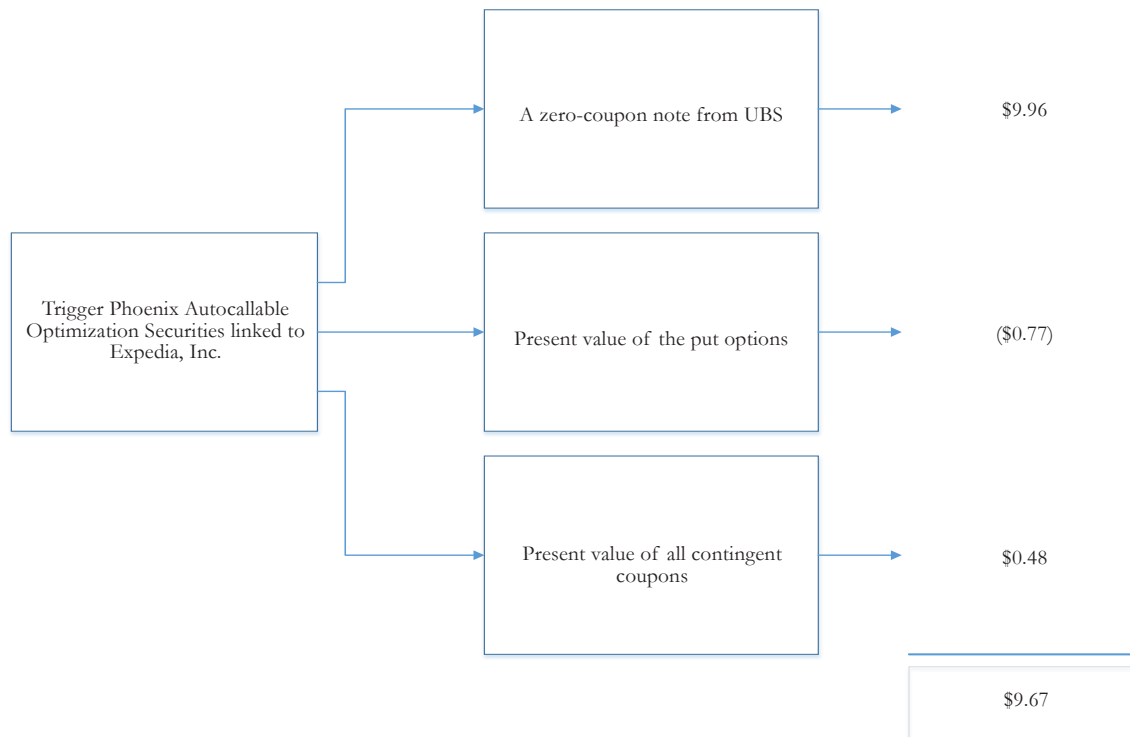 A zero-coupon note from UBS
$9.96
Trigger Phoenix Autocallable
Optimization Securities linked to
Expedia, Inc.
Present value of the put options
($0.77)
Present value of all contingent
coupons
$0.48
$9.67